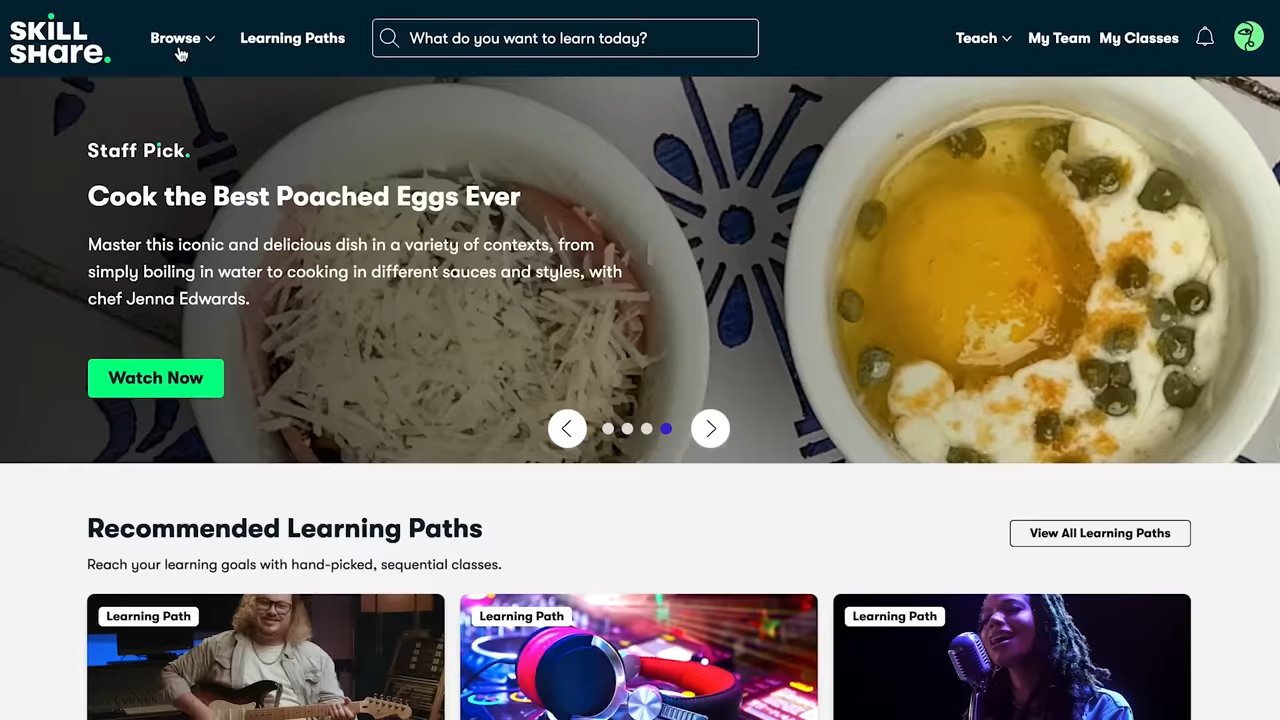 SKiLL
SHare.
Browse
Learning Paths
What do you want to learn today?
Teach
My Team
My Classes
Staff Pick.
Cook the Best Poached Eggs Ever
Master this iconic and delicious dish in a variety of contexts, from
simply boiling in water to cooking in different sauces and styles, with
chef Jenna Edwards.
Watch Now
Recommended Learning Paths
View All Learning Paths
Reach your learning goals with hand-picked, sequential classes.
Learning Path
Learning Path
Learning Path